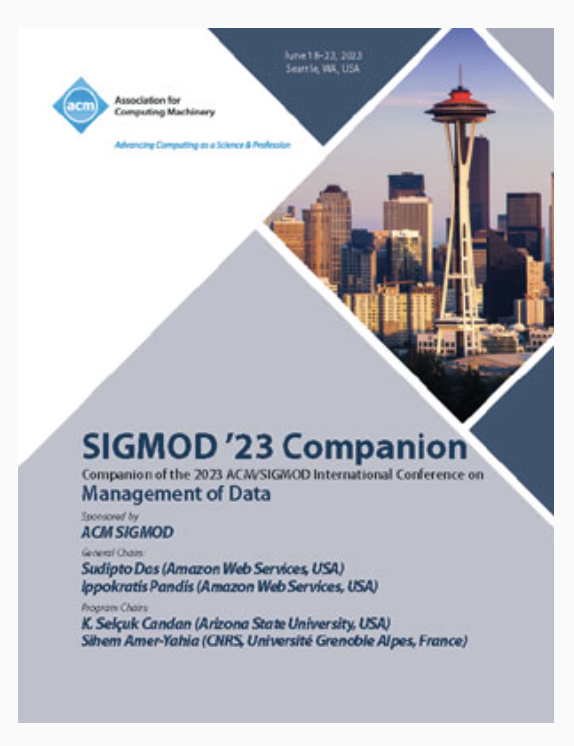 June 18–23, 2023
Seattle, WA, USA
acm
Association for
Computing Machinery
Advancing Computing as a Science & Profession
SIGMOD ’23 Companion
Companion of the 2023 ACM/SIGMOD International Conference on
Management of Data
Sponsored by
ACM SIGMOD
General Chairs:
Sudipto Das (Amazon Web Services, USA)
Ippokratis Pandis (Amazon Web Services, USA)
Program Chairs:
K. Selçuk Candan (Arizona State University, USA)
Sihem Amer-Yahia (CNRS, Université Grenoble Alpes, France)